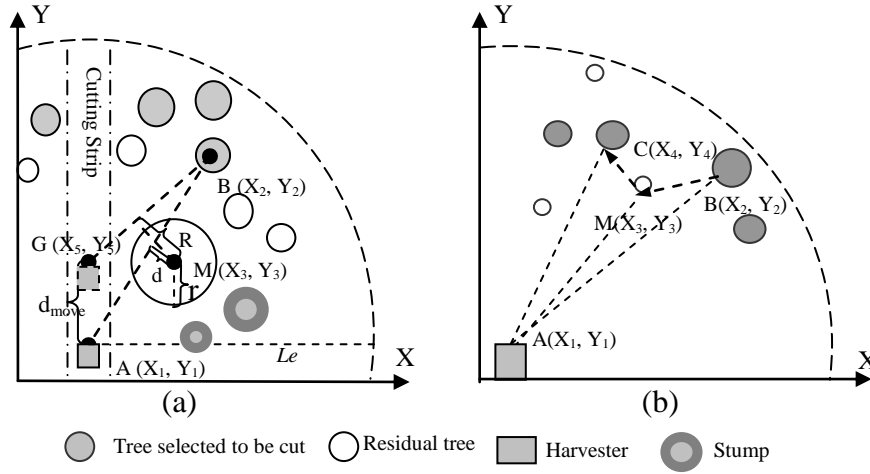 Y
Cutting Strip
B (X2, Y2)
G (X5, Y5)
R
d
M(X3, Y3)
r
dmove
Le
A (X1, Y1)
X
(a)
Y
C(X4, Y4)
B(X2, Y2)
M(X3, Y3)
A(X1, Y1)
X
(b)
Tree selected to be cut
Residual tree
Harvester
Stump